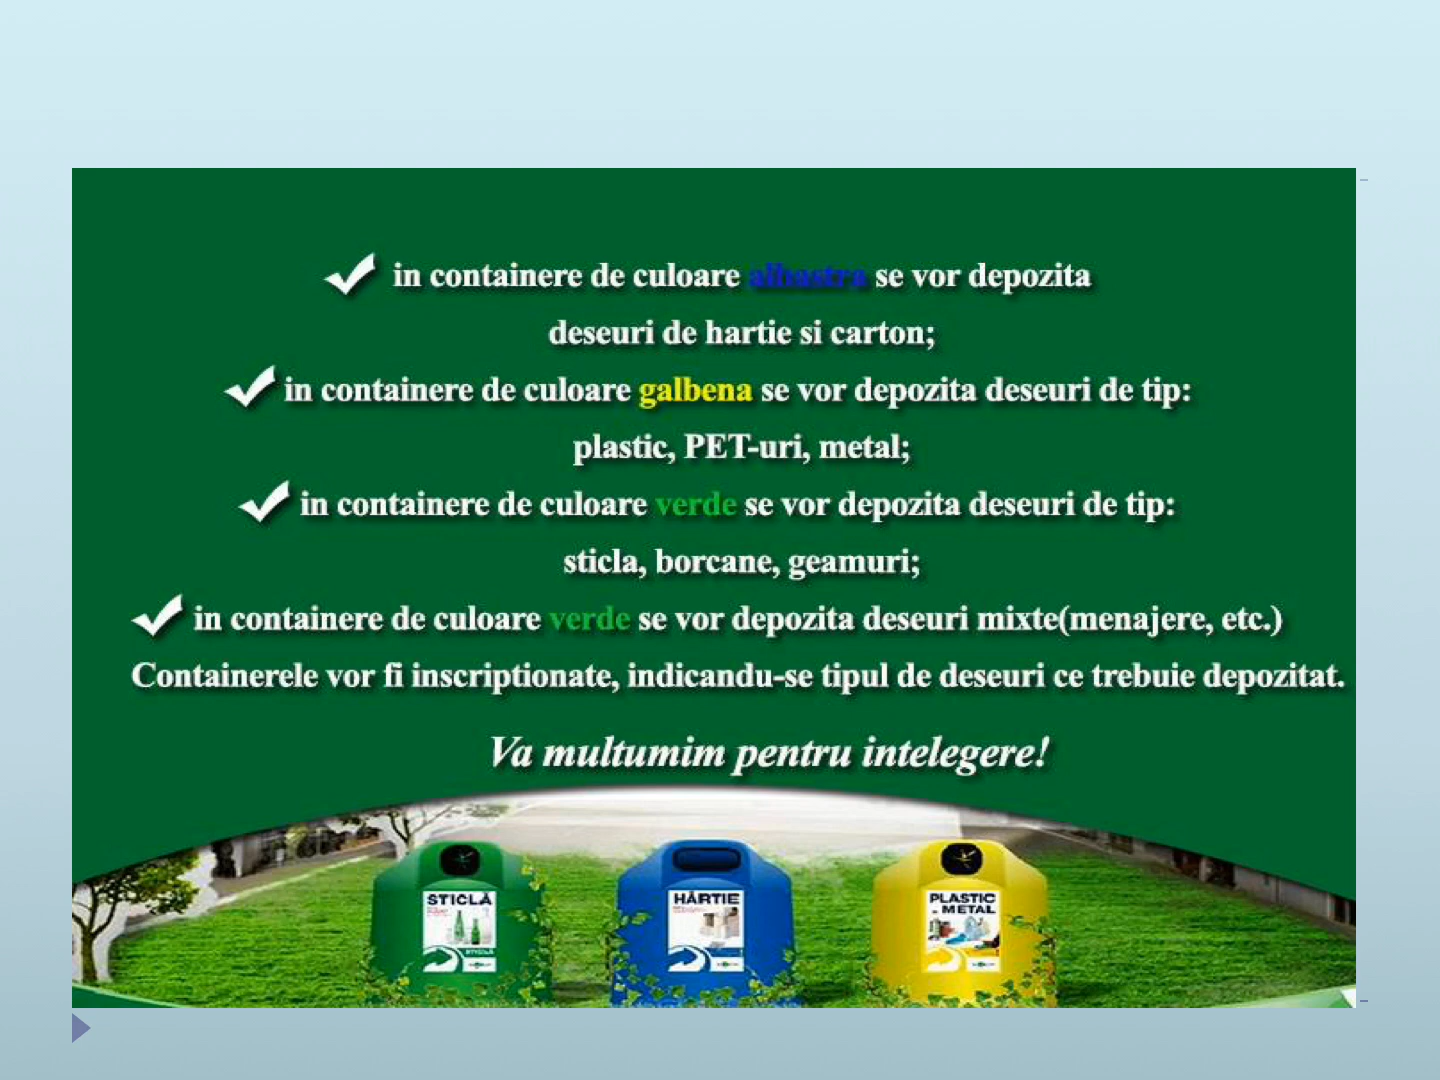 in containere de culoare albastra se vor depozita
deseuri de hartie si carton;
in containere de culoare galbena se vor depozita deseuri de tip:
plastic, PET-uri, metal;
in containere de culoare verde se vor depozita deseuri de tip:
sticla, borcane, geamuri;
in containere de culoare verde se vor depozita deseuri mixte(menajere, etc.)
Containerele vor fi inscriptionate, indicandu-se tipul de deseuri ce trebuie depozitat.
Va multumim pentru intelegere!
STICLĂ
HÂRTIE
PLASTIC
METAL
STICLĂ